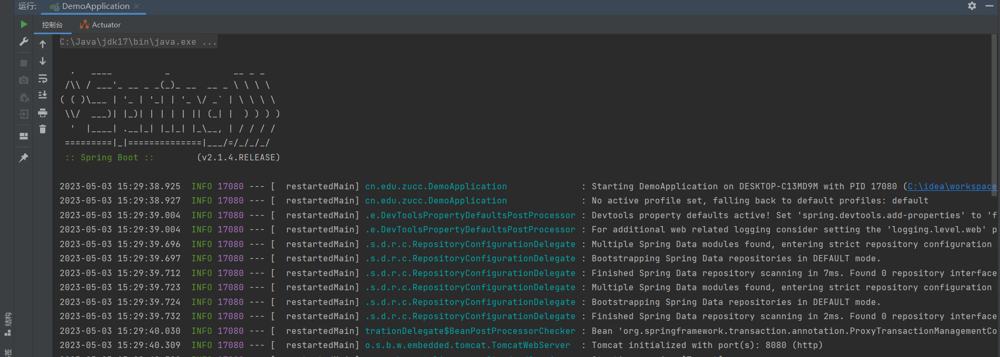 运行: DemoApplication
控制台 Actuator
C:\Java\jdk17\bin\java.exe ...
  .   ____          _            __ _ _
 /\\ / ___'_ __ _ _(_)_ __  __ _ \ \ \ \
( ( )\___ | '_ | '_| | '_ \/ _` | \ \ \ \
 \\/  ___)| |_)| | | | | || (_| |  ) ) ) )
  '  |____| .__|_| |_|_| |_\__, | / / / /
 =========|_|==============|___/=/_/_/_/
 :: Spring Boot ::        (v2.1.4.RELEASE)
2023-05-03 15:29:38.925  INFO 17080 --- [  restartedMain] cn.edu.zucc.DemoApplication              : Starting DemoApplication on DESKTOP-C13MD9M with PID 17080 (C:\idea\workspace
2023-05-03 15:29:38.927  INFO 17080 --- [  restartedMain] cn.edu.zucc.DemoApplication              : No active profile set, falling back to default profiles: default
2023-05-03 15:29:39.004  INFO 17080 --- [  restartedMain] .e.DevToolsPropertyDefaultsPostProcessor : Devtools property defaults active! Set 'spring.devtools.add-properties' to 'f
2023-05-03 15:29:39.004  INFO 17080 --- [  restartedMain] .e.DevToolsPropertyDefaultsPostProcessor : For additional web related logging consider setting the 'logging.level.web' p
2023-05-03 15:29:39.696  INFO 17080 --- [  restartedMain] .s.d.r.c.RepositoryConfigurationDelegate : Multiple Spring Data modules found, entering strict repository configuration
2023-05-03 15:29:39.697  INFO 17080 --- [  restartedMain] .s.d.r.c.RepositoryConfigurationDelegate : Bootstrapping Spring Data repositories in DEFAULT mode.
2023-05-03 15:29:39.712  INFO 17080 --- [  restartedMain] .s.d.r.c.RepositoryConfigurationDelegate : Finished Spring Data repository scanning in 7ms. Found 0 repository interface
2023-05-03 15:29:39.723  INFO 17080 --- [  restartedMain] .s.d.r.c.RepositoryConfigurationDelegate : Multiple Spring Data modules found, entering strict repository configuration
2023-05-03 15:29:39.724  INFO 17080 --- [  restartedMain] .s.d.r.c.RepositoryConfigurationDelegate : Bootstrapping Spring Data repositories in DEFAULT mode.
2023-05-03 15:29:39.732  INFO 17080 --- [  restartedMain] .s.d.r.c.RepositoryConfigurationDelegate : Finished Spring Data repository scanning in 2ms. Found 0 repository interface
2023-05-03 15:29:40.030  INFO 17080 --- [  restartedMain] trationDelegate$BeanPostProcessorChecker : Bean 'org.springframework.transaction.annotation.ProxyTransactionManagementCo
2023-05-03 15:29:40.309  INFO 17080 --- [  restartedMain] o.s.b.w.embedded.tomcat.TomcatWebServer  : Tomcat initialized with port(s): 8080 (http)
结构